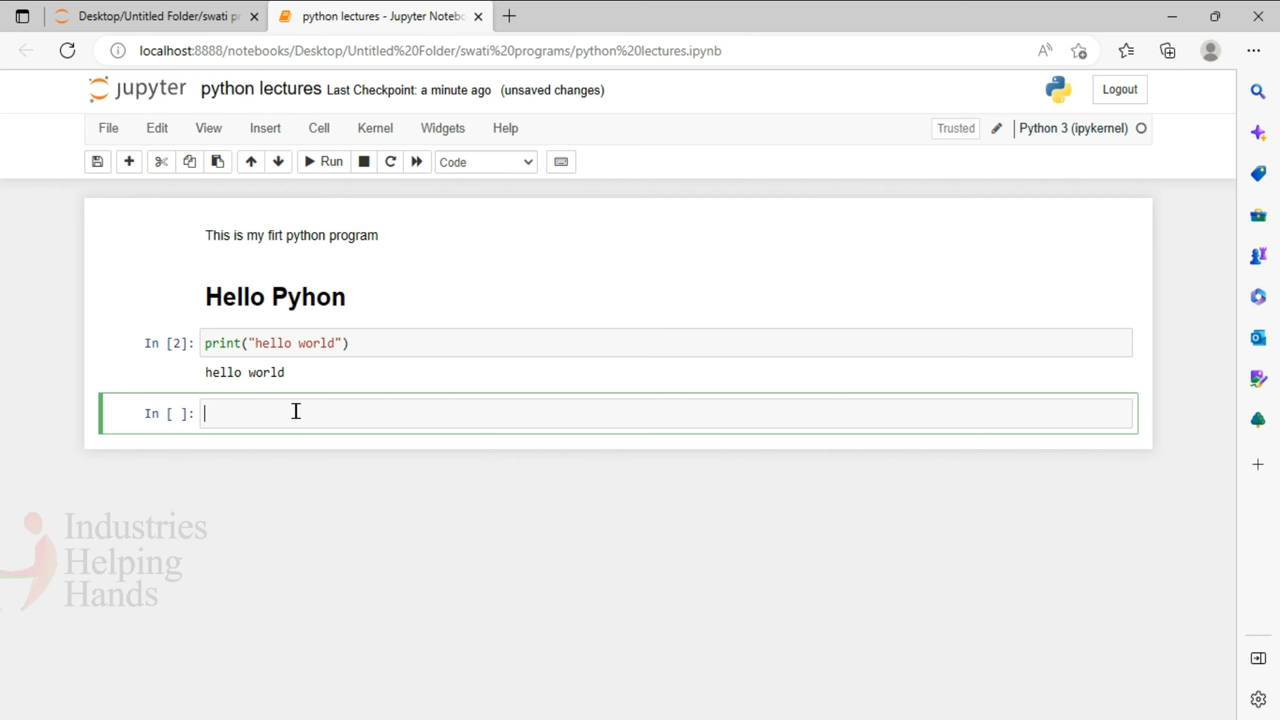 Desktop/Untitled Folder/swati pr
python lectures - Jupyter Notebo
localhost:8888/notebooks/Desktop/Untitled%20Folder/swati%20programs/python%20lectures.ipynb
jupyter python lectures Last Checkpoint: a minute ago (unsaved changes)
Logout
File Edit View Insert Cell Kernel Widgets Help
Trusted Python 3 (ipykernel)
Run Code
This is my firt python program
Hello Pyhon
In [2]: print("hello world")
hello world
In [ ]:
Industries
Helping
Hands